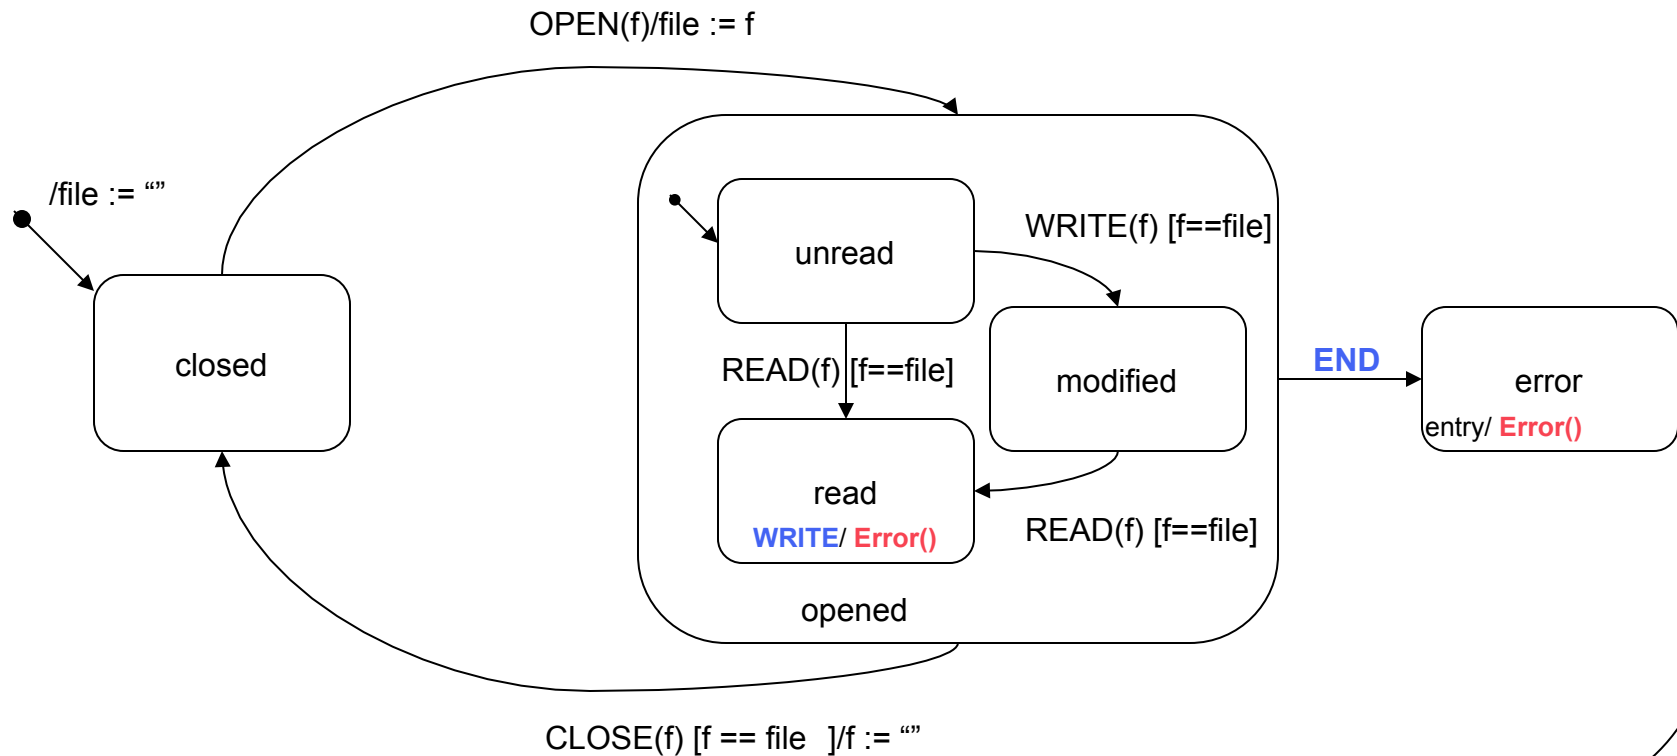 OPEN(f)/file := f
/file := “”
unread
WRITE(f) [f==file]
closed
READ(f) [f==file]
modified
END
error
entry/ Error()
read
WRITE/ Error()
READ(f) [f==file]
opened
CLOSE(f) [f == file ]/f := “”